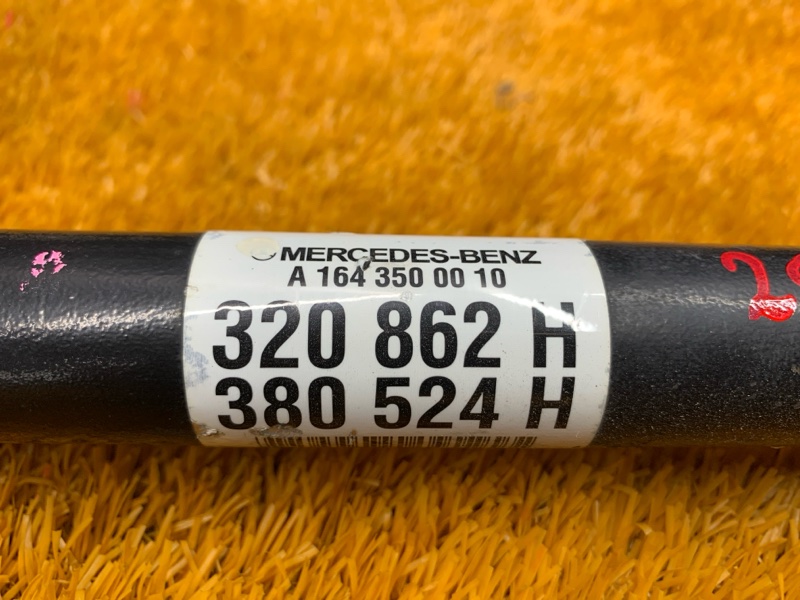 MERCEDES-BENZ
A 164 350 00 10
320 862 H
380 524 H